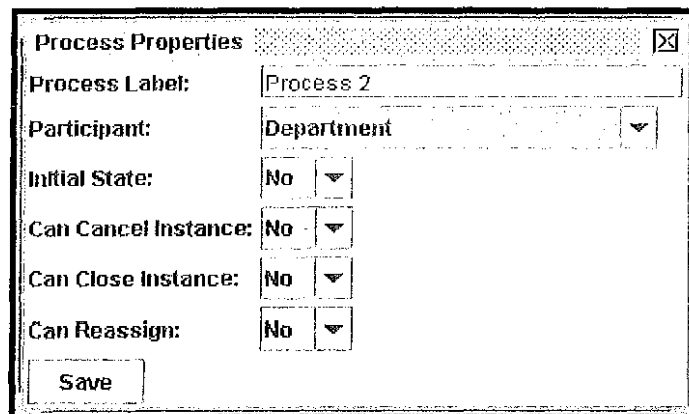 Process Properties
Process Label: Process 2
Participant: Department
Initial State: No
Can Cancel Instance: No
Can Close Instance: No
Can Reassign: No
Save